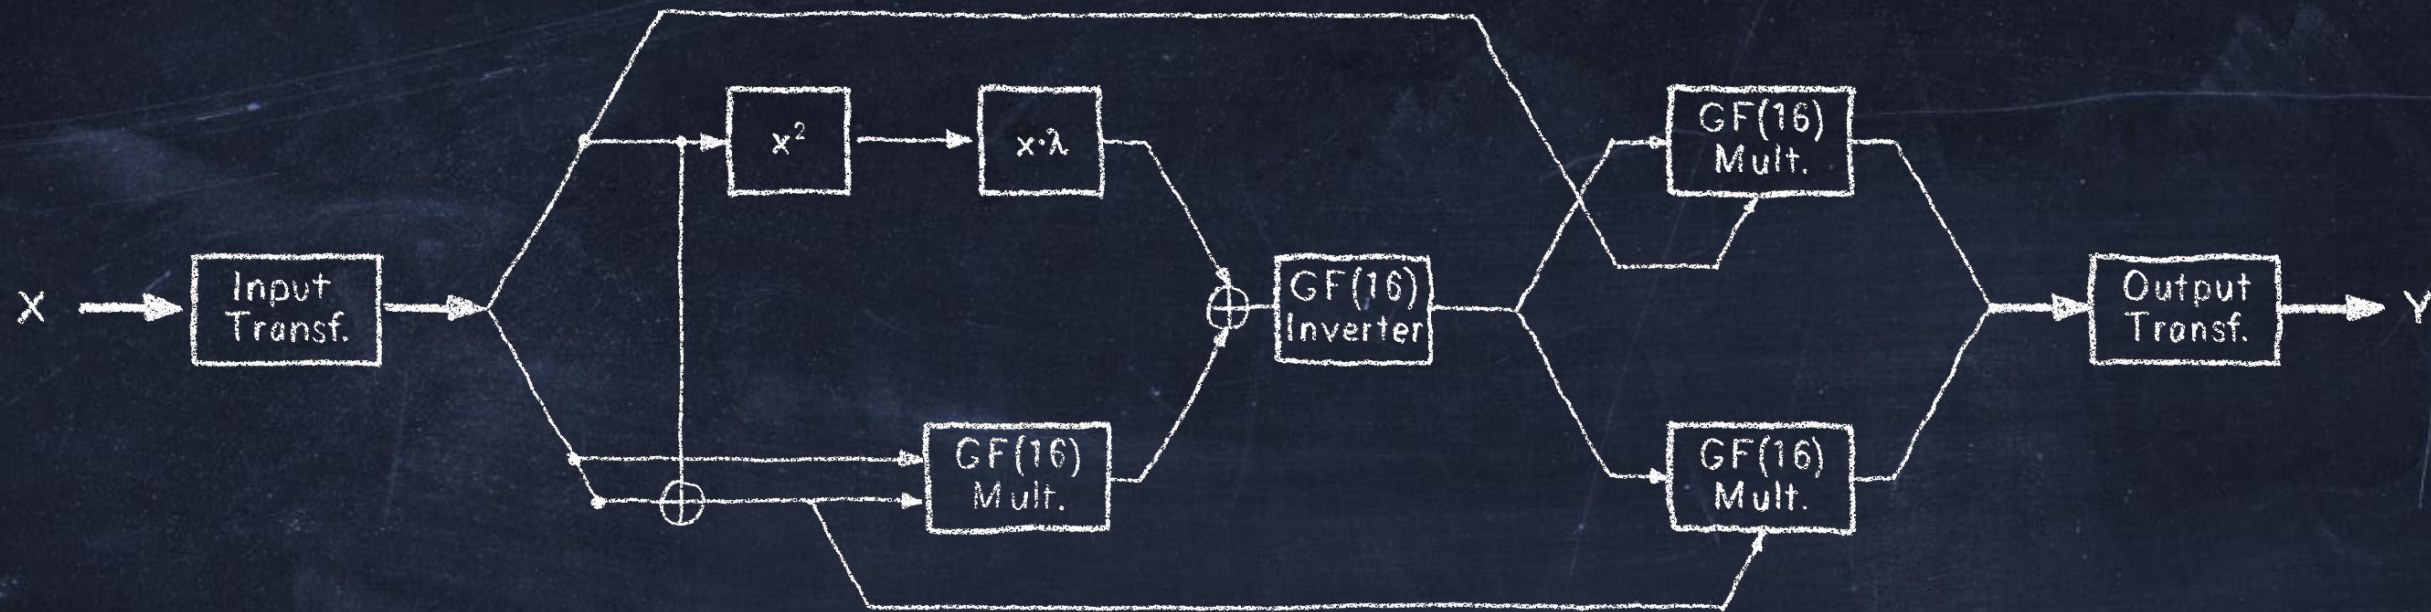 X
Input
Transf.
x²
x·λ
GF(16)
Mult.
GF(16)
Inverter
GF(16)
Mult.
GF(16)
Mult.
Output
Transf.
Y